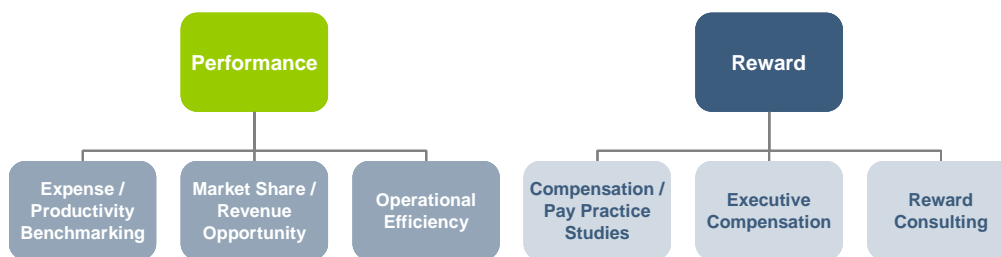 Performance
Reward
Expense /
Productivity
Benchmarking
Market Share /
Revenue
Opportunity
Operational
Efficiency
Compensation /
Pay Practice
Studies
Executive
Compensation
Reward
Consulting